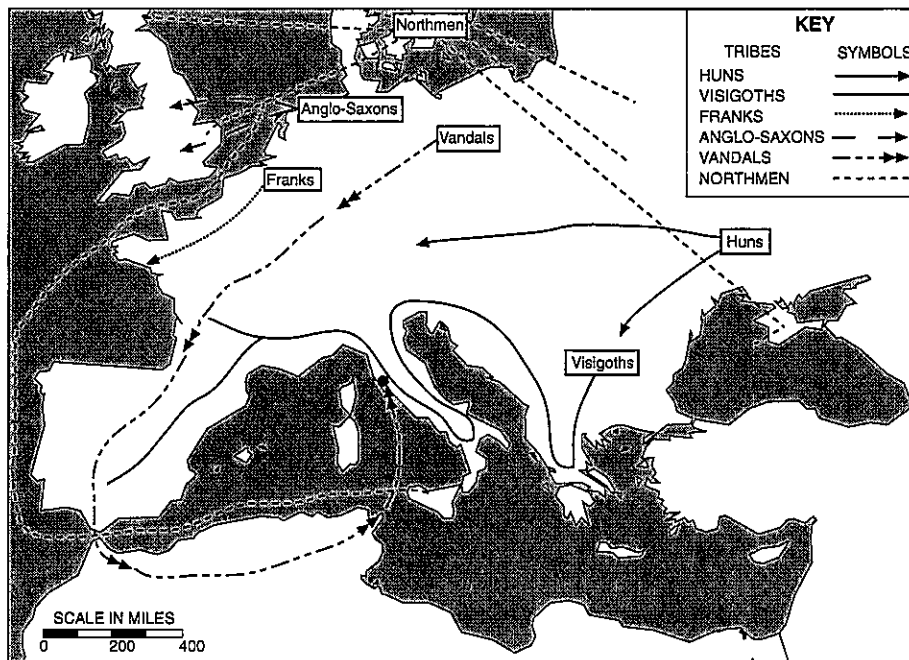 Northmen
Anglo-Saxons
Vandals
Franks
Huns
Visigoths
KEY
TRIBES SYMBOLS
HUNS
VISIGOTHS
FRANKS
ANGLO-SAXONS
VANDALS
NORTHMEN
SCALE IN MILES
0 200 400